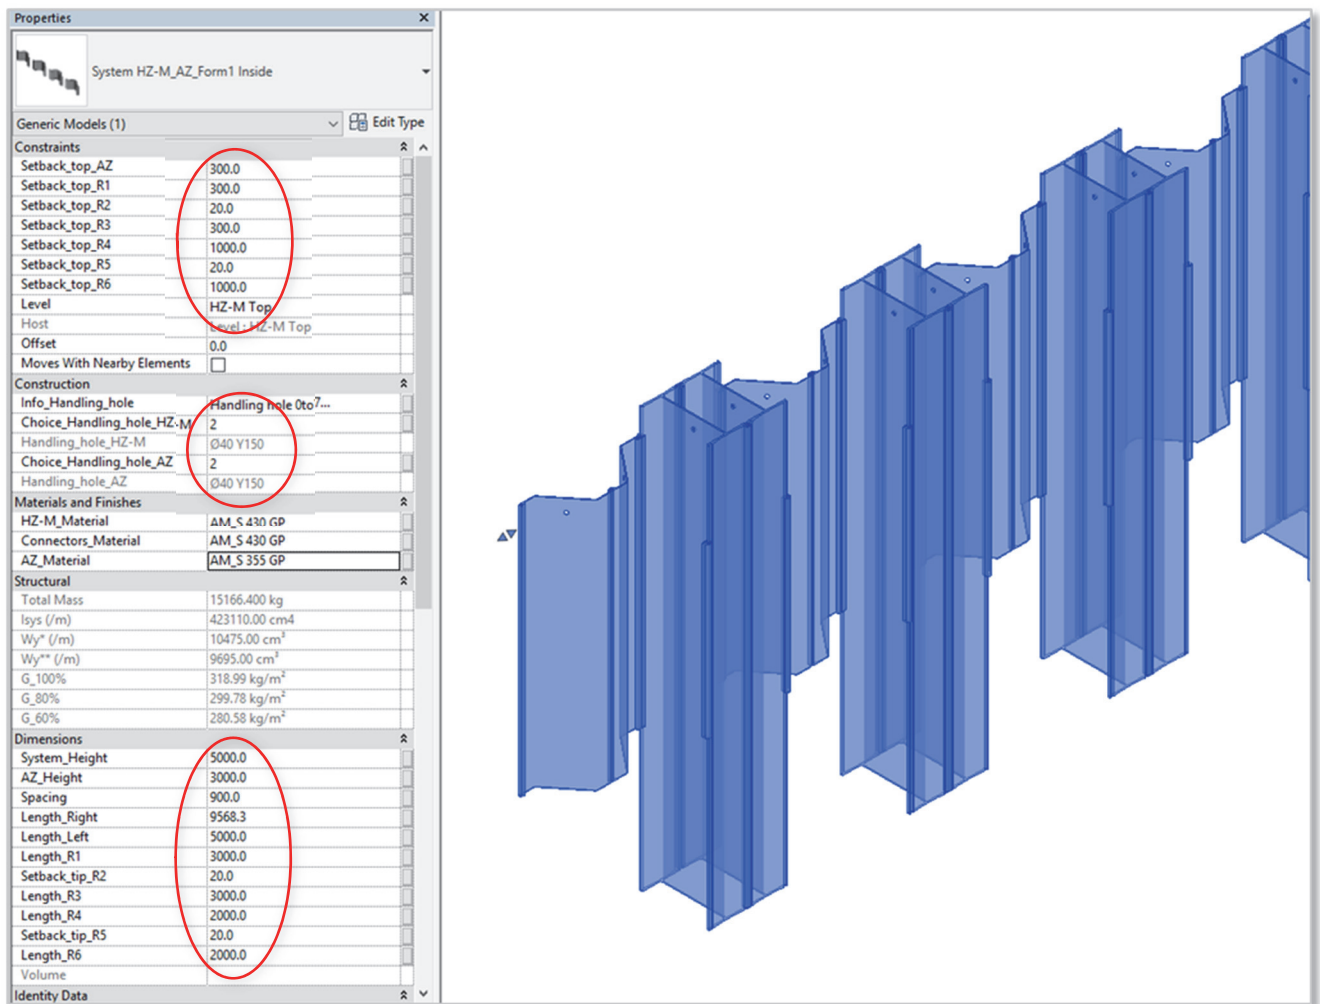 Properties
System HZ-M_AZ_Form1 Inside
Generic Models (1) Edit Type
Constraints
Setback_top_AZ 300.0
Setback_top_R1 300.0
Setback_top_R2 20.0
Setback_top_R3 300.0
Setback_top_R4 1000.0
Setback_top_R5 20.0
Setback_top_R6 1000.0
Level HZ-M Top
Host Level : HZ-M Top
Offset 0.0
Moves With Nearby Elements
Construction
Info_Handling_hole Handling hole 0to7...
Choice_Handling_hole_HZ-M 2
Handling_hole_HZ-M Ø40 Y150
Choice_Handling_hole_AZ 2
Handling_hole_AZ Ø40 Y150
Materials and Finishes
HZ-M_Material AM_S 430 GP
Connectors_Material AM_S 430 GP
AZ_Material AM_S 355 GP
Structural
Total Mass 15166.400 kg
Isys (/m) 423110.00 cm4
Wy* (/m) 10475.00 cm³
Wy** (/m) 9695.00 cm³
G_100% 318.99 kg/m²
G_80% 299.78 kg/m²
G_60% 280.58 kg/m²
Dimensions
System_Height 5000.0
AZ_Height 3000.0
Spacing 900.0
Length_Right 9568.3
Length_Left 5000.0
Length_R1 3000.0
Setback_tip_R2 20.0
Length_R3 3000.0
Length_R4 2000.0
Setback_tip_R5 20.0
Length_R6 2000.0
Volume
Identity Data